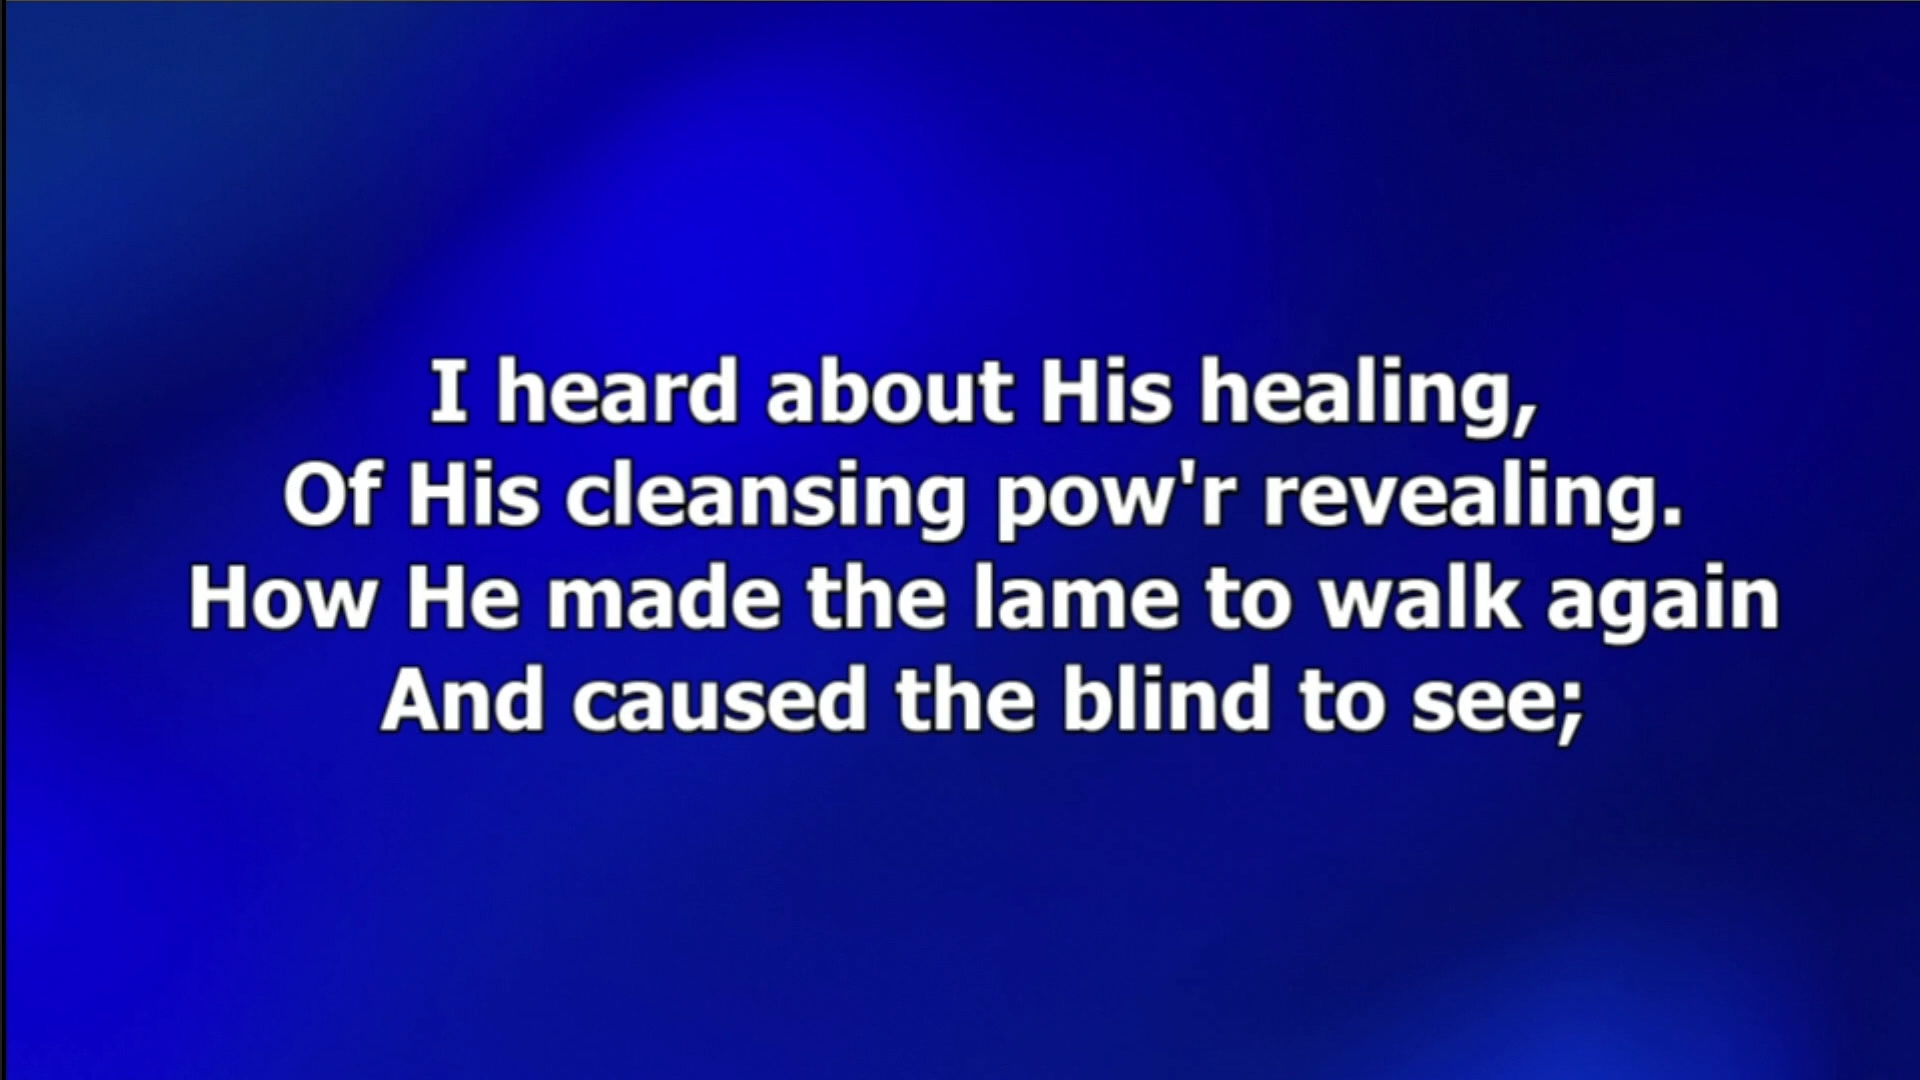 I heard about His healing,
Of His cleansing pow'r revealing.
How He made the lame to walk again
And caused the blind to see;